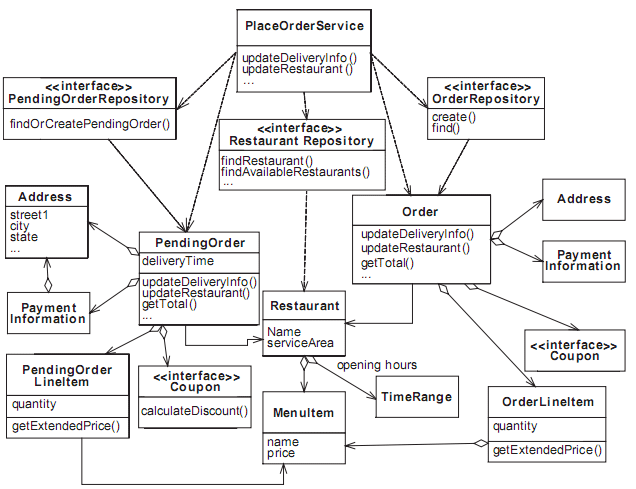 PlaceOrderService
updateDeliveryInfo()
updateRestaurant()
...
<<interface>>
PendingOrderRepository
findOrCreatePendingOrder()
<<interface>>
Restaurant Repository
findRestaurant()
findAvailableRestaurants()
...
<<interface>>
OrderRepository
create()
find()
Address
street1
city
state
...
PendingOrder
deliveryTime
updateDeliveryInfo()
updateRestaurant()
getTotal()
...
Order
updateDeliveryInfo()
updateRestaurant()
getTotal()
...
Address
Payment
Information
Payment
Information
Restaurant
Name
serviceArea
<<interface>>
Coupon
PendingOrder
LineItem
quantity
getExtendedPrice()
<<interface>>
Coupon
calculateDiscount()
opening hours
TimeRange
MenuItem
name
price
OrderLineItem
quantity
getExtendedPrice()